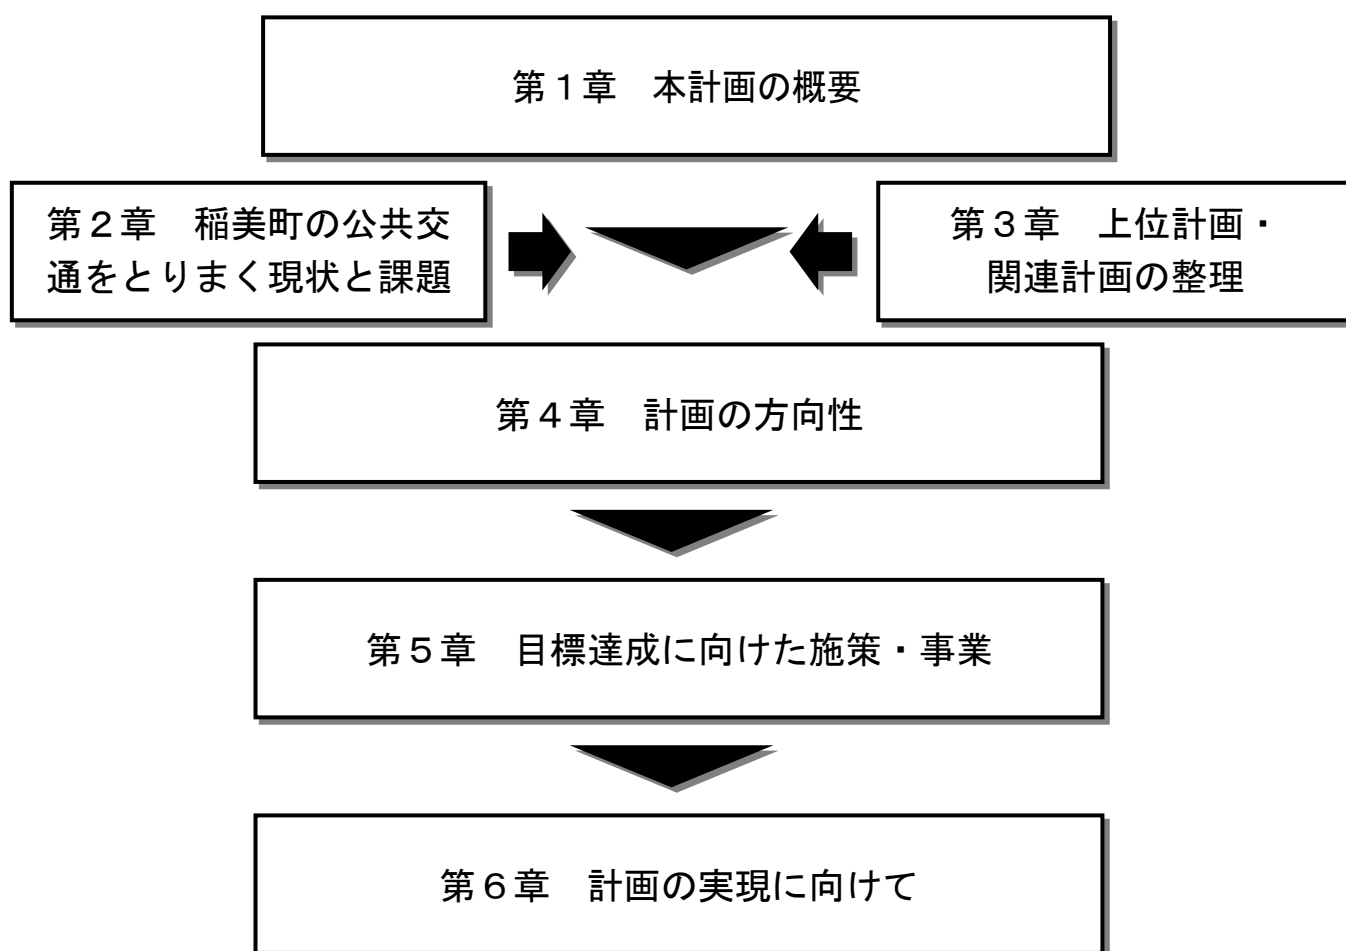 第１章　本計画の概要
第２章　稲美町の公共交
通をとりまく現状と課題
第３章　上位計画・
関連計画の整理
第４章　計画の方向性
第５章　目標達成に向けた施策・事業
第６章　計画の実現に向けて